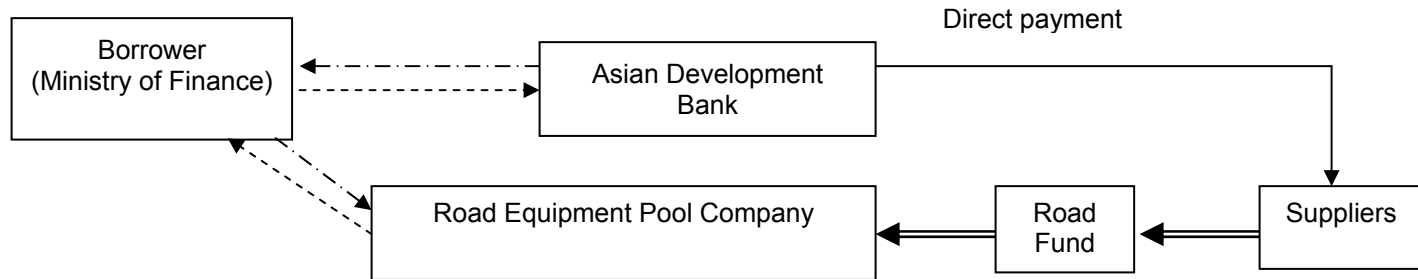 Direct payment
Borrower
(Ministry of Finance)
Asian Development
Bank
Road Equipment Pool Company
Road
Fund
Suppliers